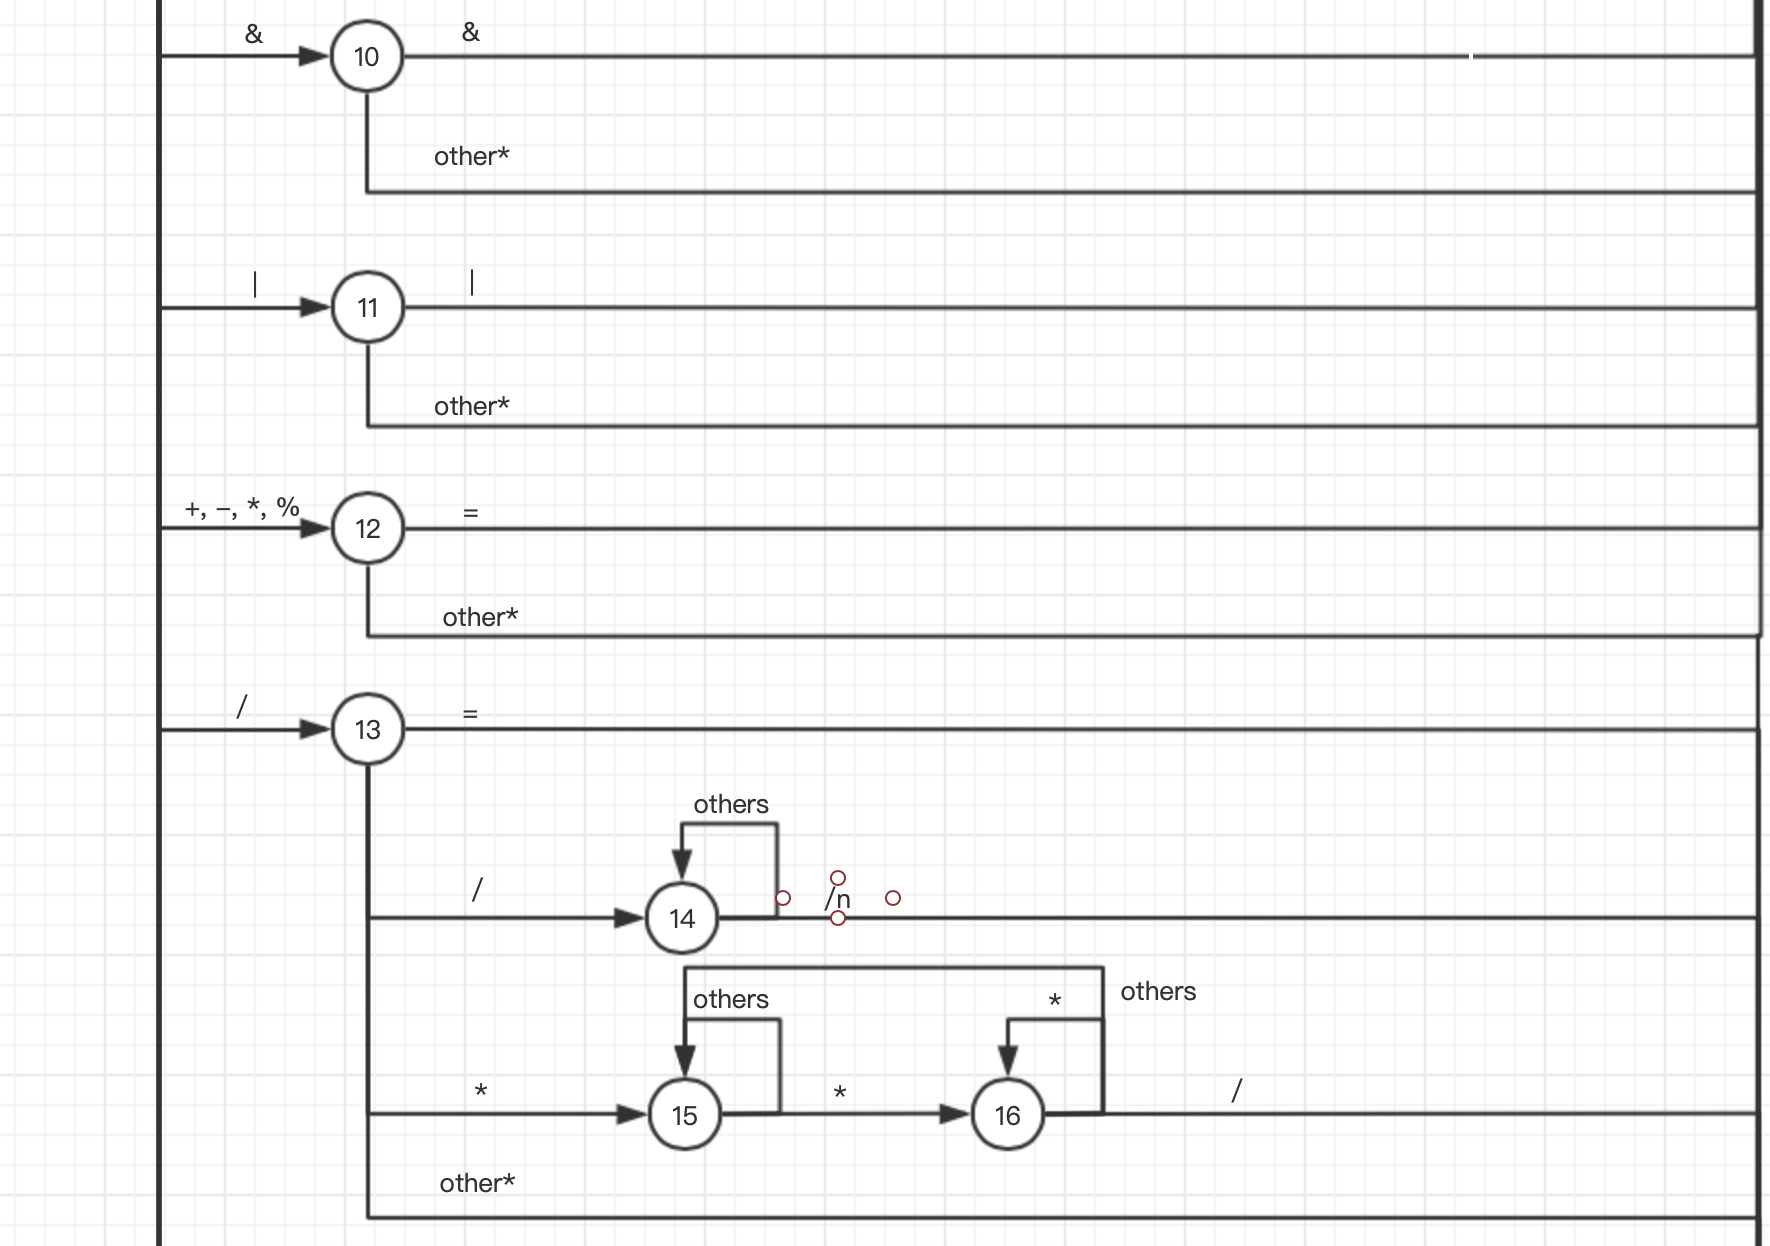 & 10 &
other*
| 11 |
other*
+, −, *, % 12 =
other*
/ 13 =
others
/ 14 /n
others * others
* 15 * 16 /
other*